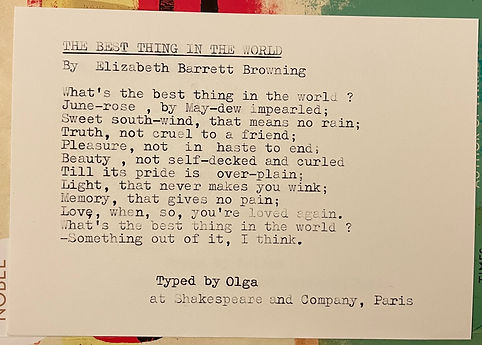 THE BEST THING IN THE WORLD
By Elizabeth Barrett Browning
What's the best thing in the world ?
June-rose , by May-dew impearled;
Sweet south-wind, that means no rain;
Truth, not cruel to a friend;
Pleasure, not in haste to end;
Beauty , not self-decked and curled
Till its pride is over-plain;
Light, that never makes you wink;
Memory, that gives no pain;
Love, when, so, you're loved again.
What's the best thing in the world ?
-Something out of it, I think.
Typed by Olga
at Shakespeare and Company, Paris
NOBLE
TIMES